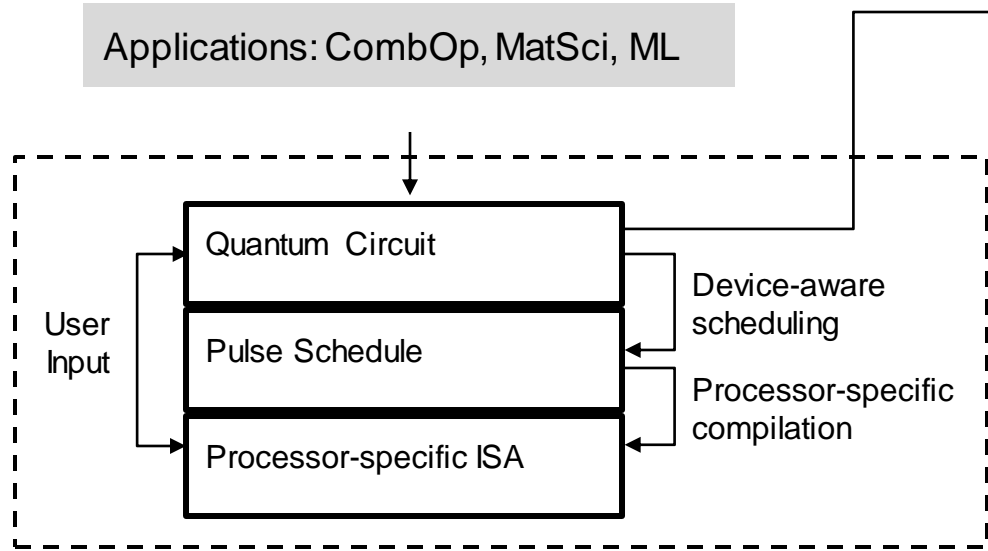 Applications: CombOp, MatSci, ML
Quantum Circuit
Device-aware
scheduling
User
Input
Pulse Schedule
Processor-specific
compilation
Processor-specific ISA